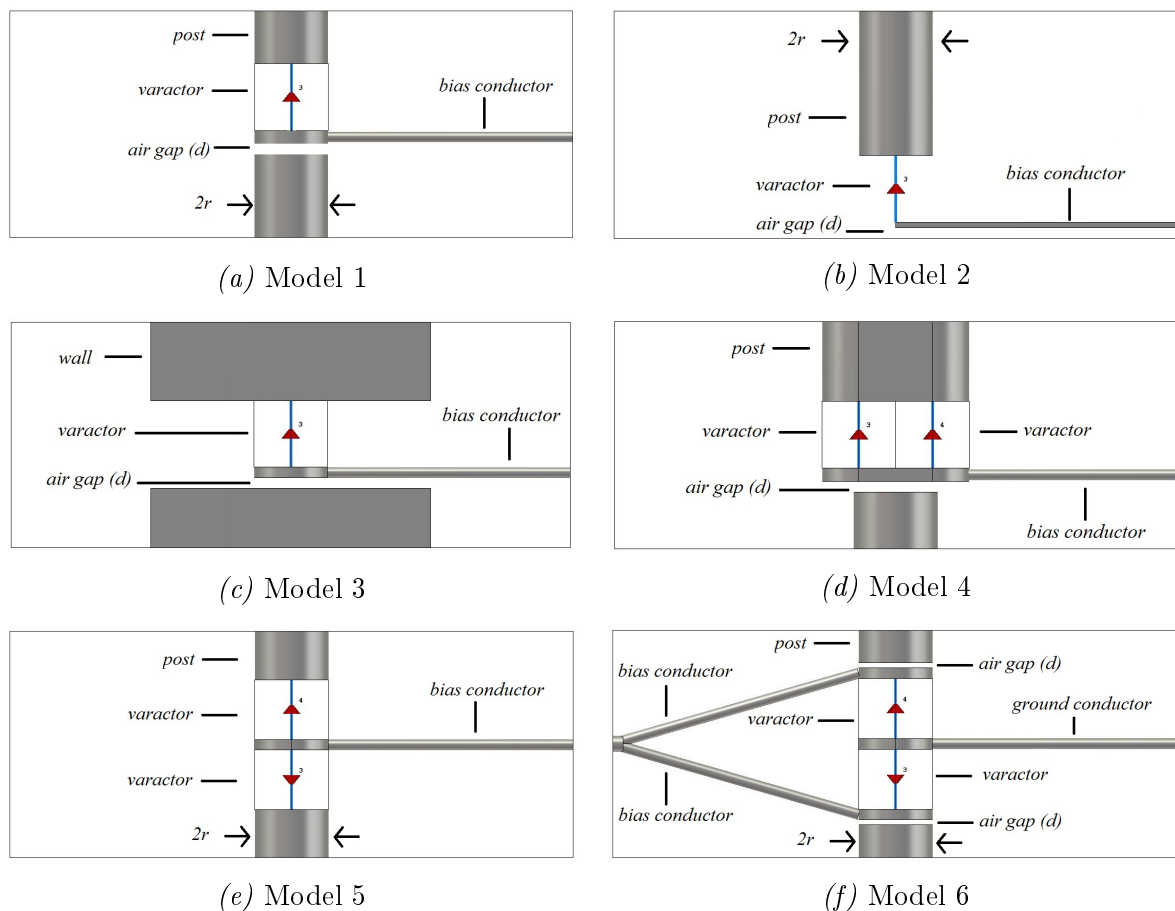 post
varactor
3
bias conductor
air gap (d)
2r
(a) Model 1
2r
post
3
varactor
bias conductor
air gap (d)
(b) Model 2
wall
bias conductor
varactor
3
air gap (d)
(c) Model 3
post
varactor
3
4
varactor
air gap (d)
bias conductor
(d) Model 4
post
bias conductor
4
varactor
3
varactor
2r
(e) Model 5
post
air gap (d)
bias conductor
4
ground conductor
varactor
3
varactor
bias conductor
air gap (d)
2r
(f) Model 6